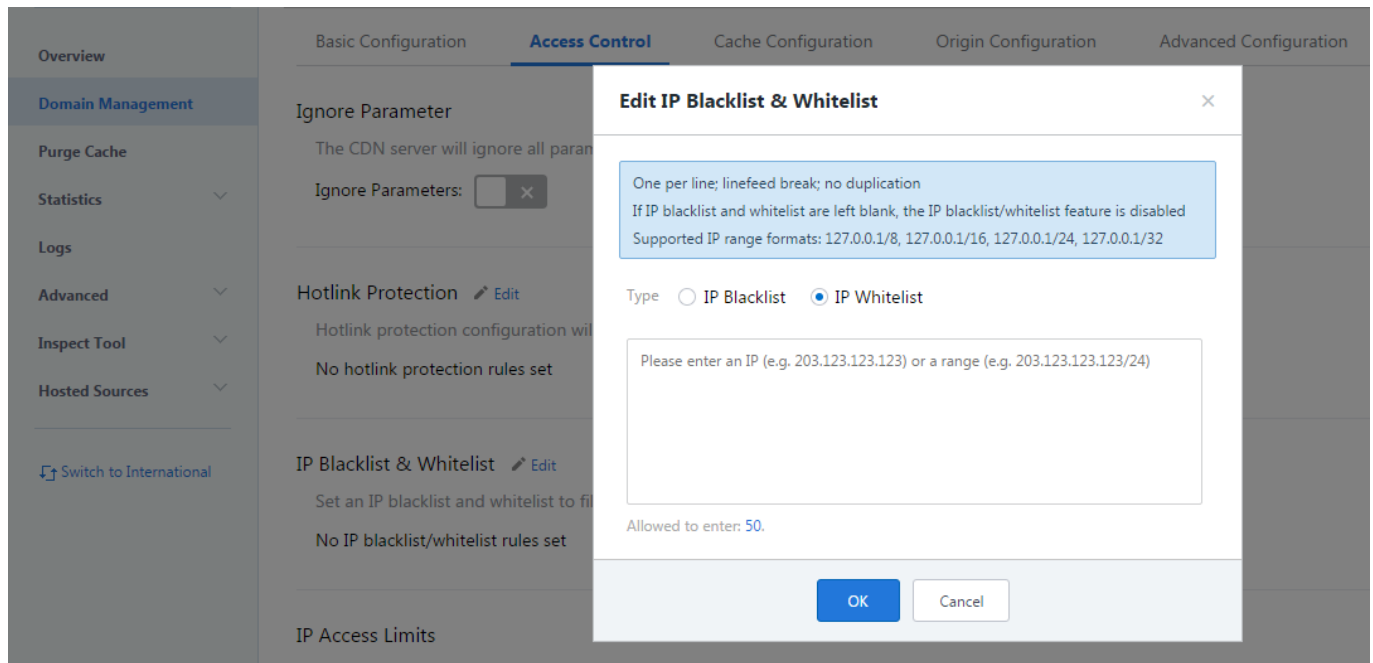 Basic Configuration
Access Control
Cache Configuration
Origin Configuration
Advanced Configuration
Overview
Domain Management
Purge Cache
Statistics
Logs
Advanced
Inspect Tool
Hosted Sources
Switch to International
Ignore Parameter
The CDN server will ignore all param
Ignore Parameters:
Hotlink Protection Edit
Hotlink protection configuration wil
No hotlink protection rules set
IP Blacklist & Whitelist Edit
Set an IP blacklist and whitelist to fil
No IP blacklist/whitelist rules set
IP Access Limits
Edit IP Blacklist & Whitelist
One per line; linefeed break; no duplication
If IP blacklist and whitelist are left blank, the IP blacklist/whitelist feature is disabled
Supported IP range formats: 127.0.0.1/8, 127.0.0.1/16, 127.0.0.1/24, 127.0.0.1/32
Type IP Blacklist IP Whitelist
Please enter an IP (e.g. 203.123.123.123) or a range (e.g. 203.123.123.123/24)
Allowed to enter: 50.
OK
Cancel